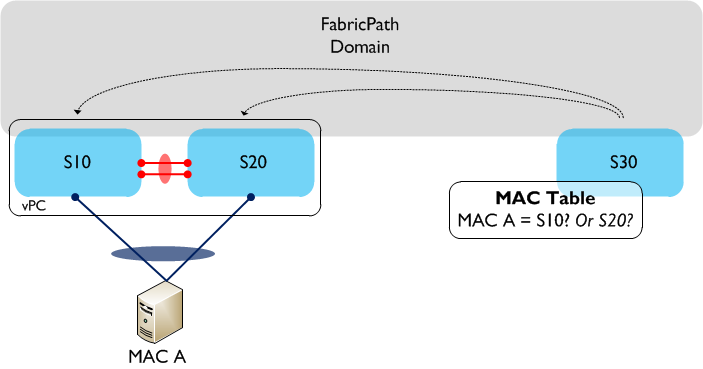 FabricPath
Domain
S10
S20
S30
vPC
MAC Table
MAC A = S10? Or S20?
MAC A